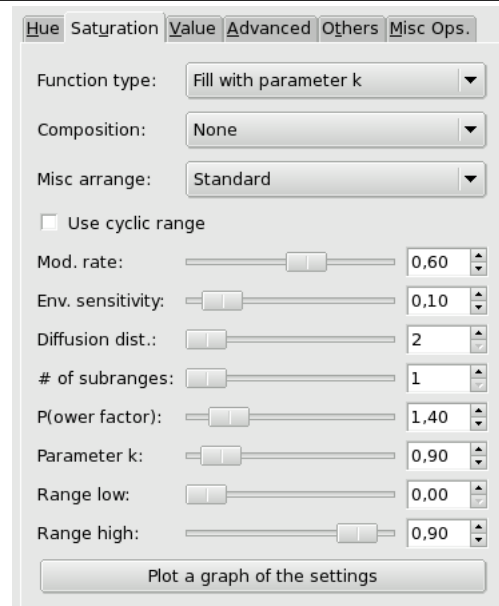 Hue Saturation Value Advanced Others Misc Ops.
Function type: Fill with parameter k
Composition: None
Misc arrange: Standard
Use cyclic range
Mod. rate: 0,60
Env. sensitivity: 0,10
Diffusion dist.: 2
# of subranges: 1
P(ower factor): 1,40
Parameter k: 0,90
Range low: 0,00
Range high: 0,90
Plot a graph of the settings